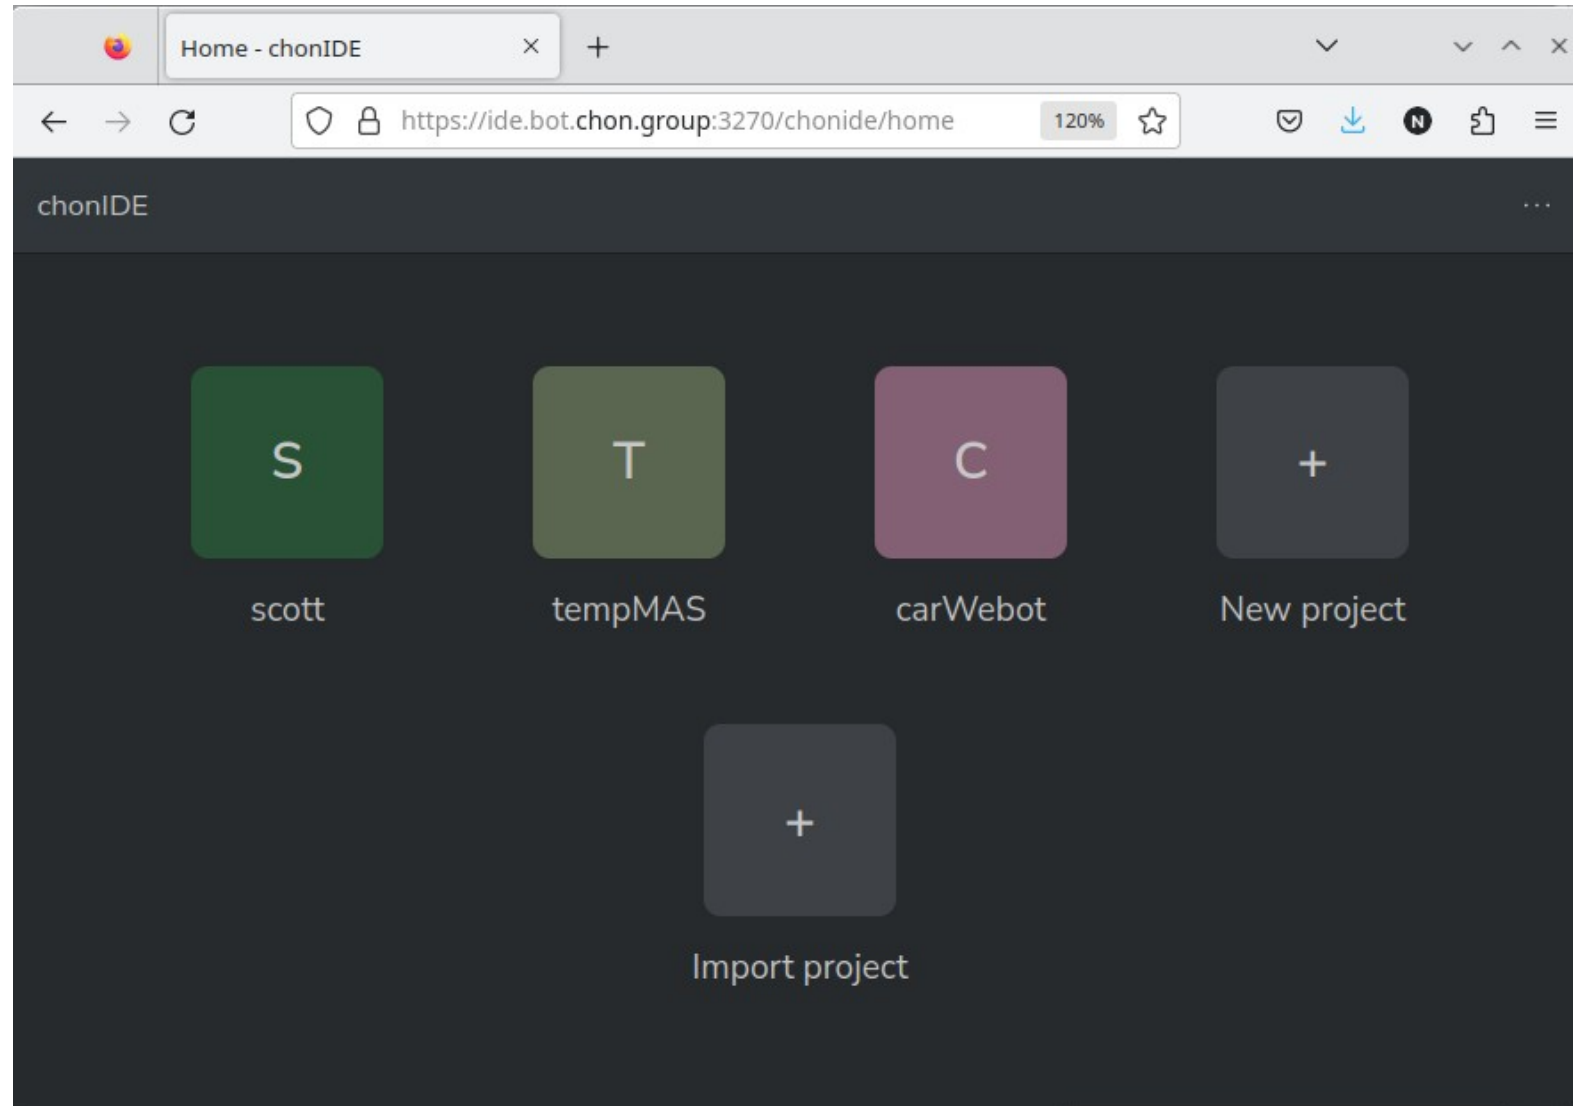 Home - chonIDE
https://ide.bot.chon.group:3270/chonide/home 120% N
chonIDE ...
S T C +
scott tempMAS carWebot New project
+
Import project